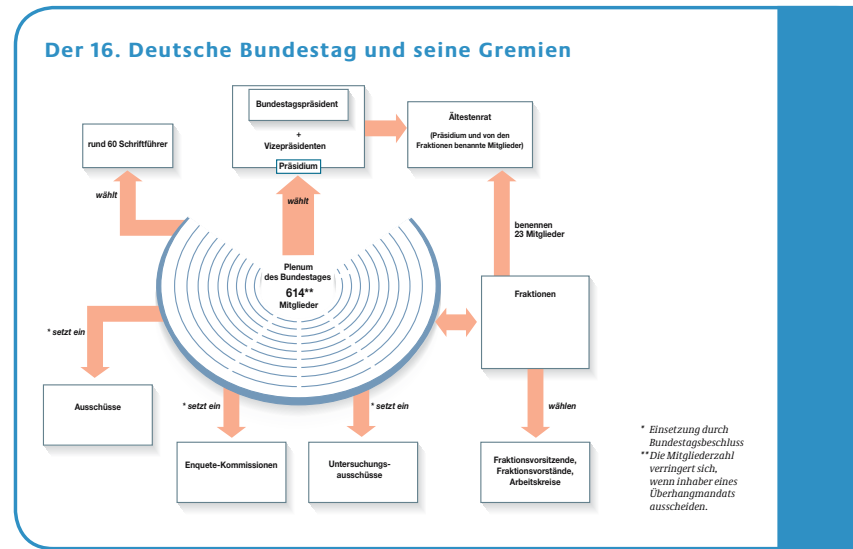 Der 16. Deutsche Bundestag und seine Gremien
rund 60 Schriftführer
Bundestagspräsident
+
Vizepräsidenten
Präsidium
Ältestenrat
(Präsidium und von den
Fraktionen benannte Mitglieder)
wählt
wählt
benennen
23 Mitglieder
Plenum
des Bundestages
614**
Mitglieder
Fraktionen
* setzt ein
Ausschüsse
* setzt ein
* setzt ein
wählen
Enquete-Kommissionen
Untersuchungs-
ausschüsse
Fraktionsvorsitzende,
Fraktionsvorstände,
Arbeitskreise
* Einsetzung durch
Bundestagsbeschluss
** Die Mitgliederzahl
verringert sich,
wenn inhaber eines
Überhangmandats
ausscheiden.